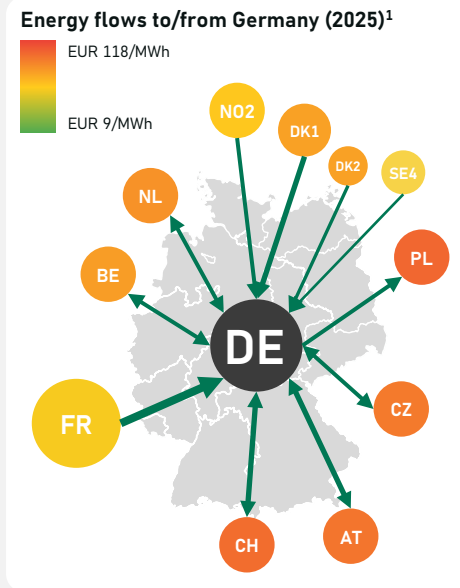 Energy flows to/from Germany (2025)¹
EUR 118/MWh
EUR 9/MWh
NO2
DK1
DK2
SE4
NL
PL
BE
DE
FR
CZ
CH
AT